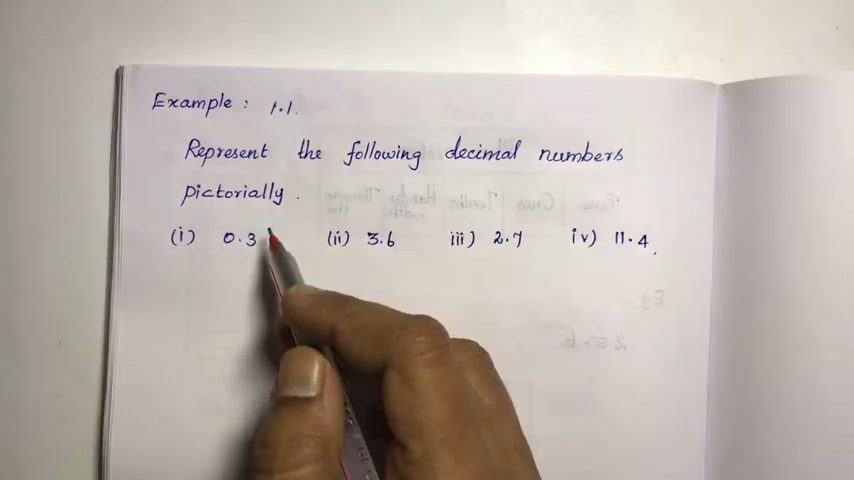 Example : 1.1.
Represent the following decimal numbers
pictorially .
(i) 0.3 (ii) 3.6 iii) 2.7 iv) 11.4 .